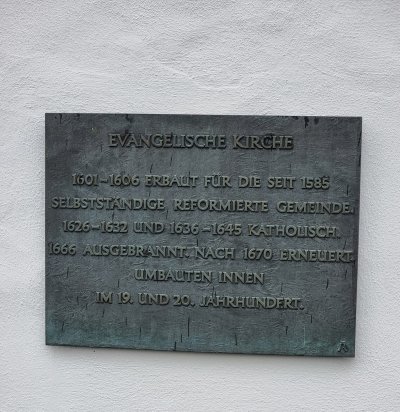 EVANGELISCHE KIRCHE
1601-1606 ERBAUT FÜR DIE SEIT 1585
SELBSTSTÄNDIGE REFORMIERTE GEMEINDE.
1626-1632 UND 1636-1645 KATHOLISCH.
1666 AUSGEBRANNT. NACH 1670 ERNEUERT.
UMBAUTEN INNEN
IM 19. UND 20. JAHRHUNDERT.